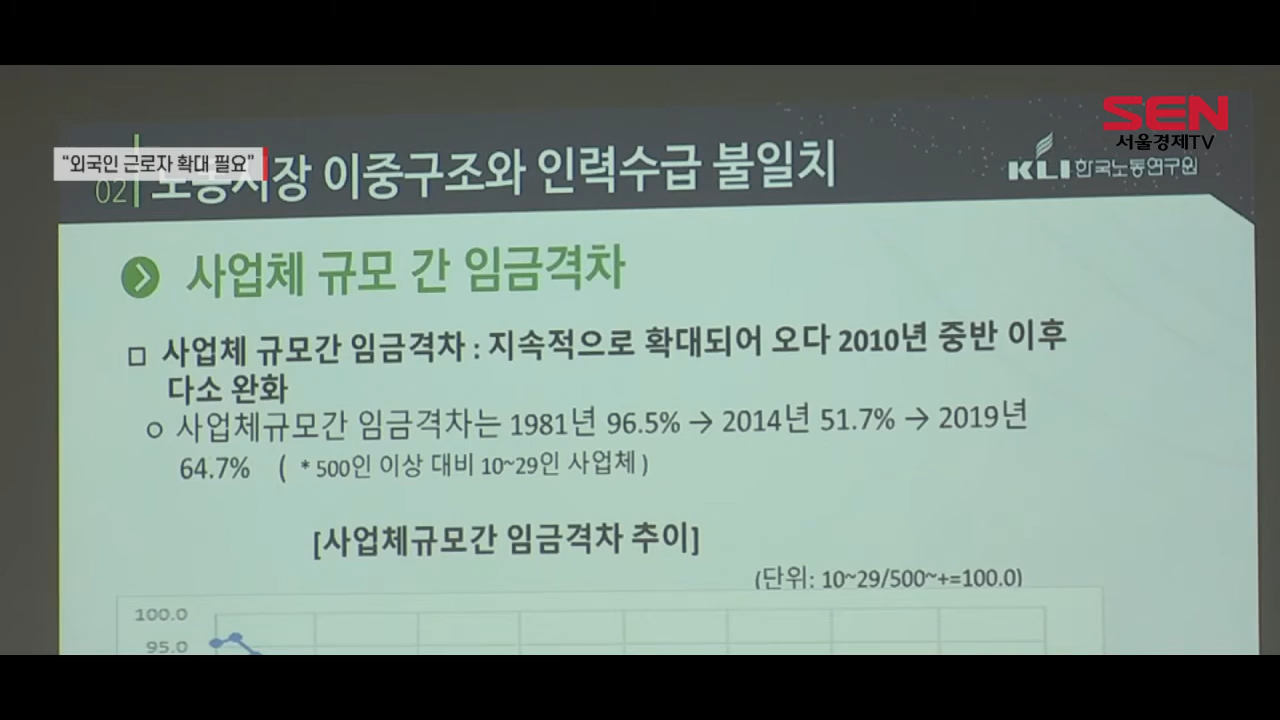 SEN
서울경제TV
“외국인 근로자 확대 필요”
02 노동시장 이중구조와 인력수급 불일치
KLI 한국노동연구원
사업체 규모 간 임금격차
□ 사업체 규모간 임금격차 : 지속적으로 확대되어 오다 2010년 중반 이후
다소 완화
o 사업체규모간 임금격차는 1981년 96.5% → 2014년 51.7% → 2019년
64.7% ( * 500인 이상 대비 10~29인 사업체 )
[사업체규모간 임금격차 추이]
(단위: 10~29/500~+=100.0)
100.0
95.0